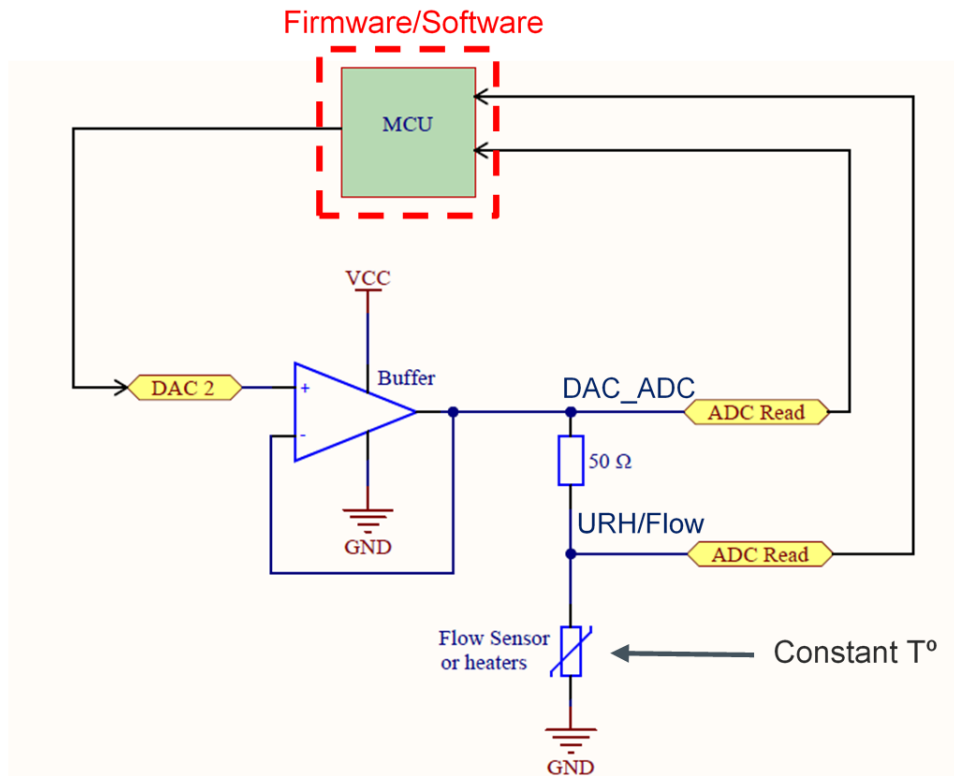 Firmware/Software
MCU
VCC
DAC 2
+
-
Buffer
GND
DAC_ADC
ADC Read
50 Ω
URH/Flow
ADC Read
Flow Sensor
or heaters
Constant Tº
GND